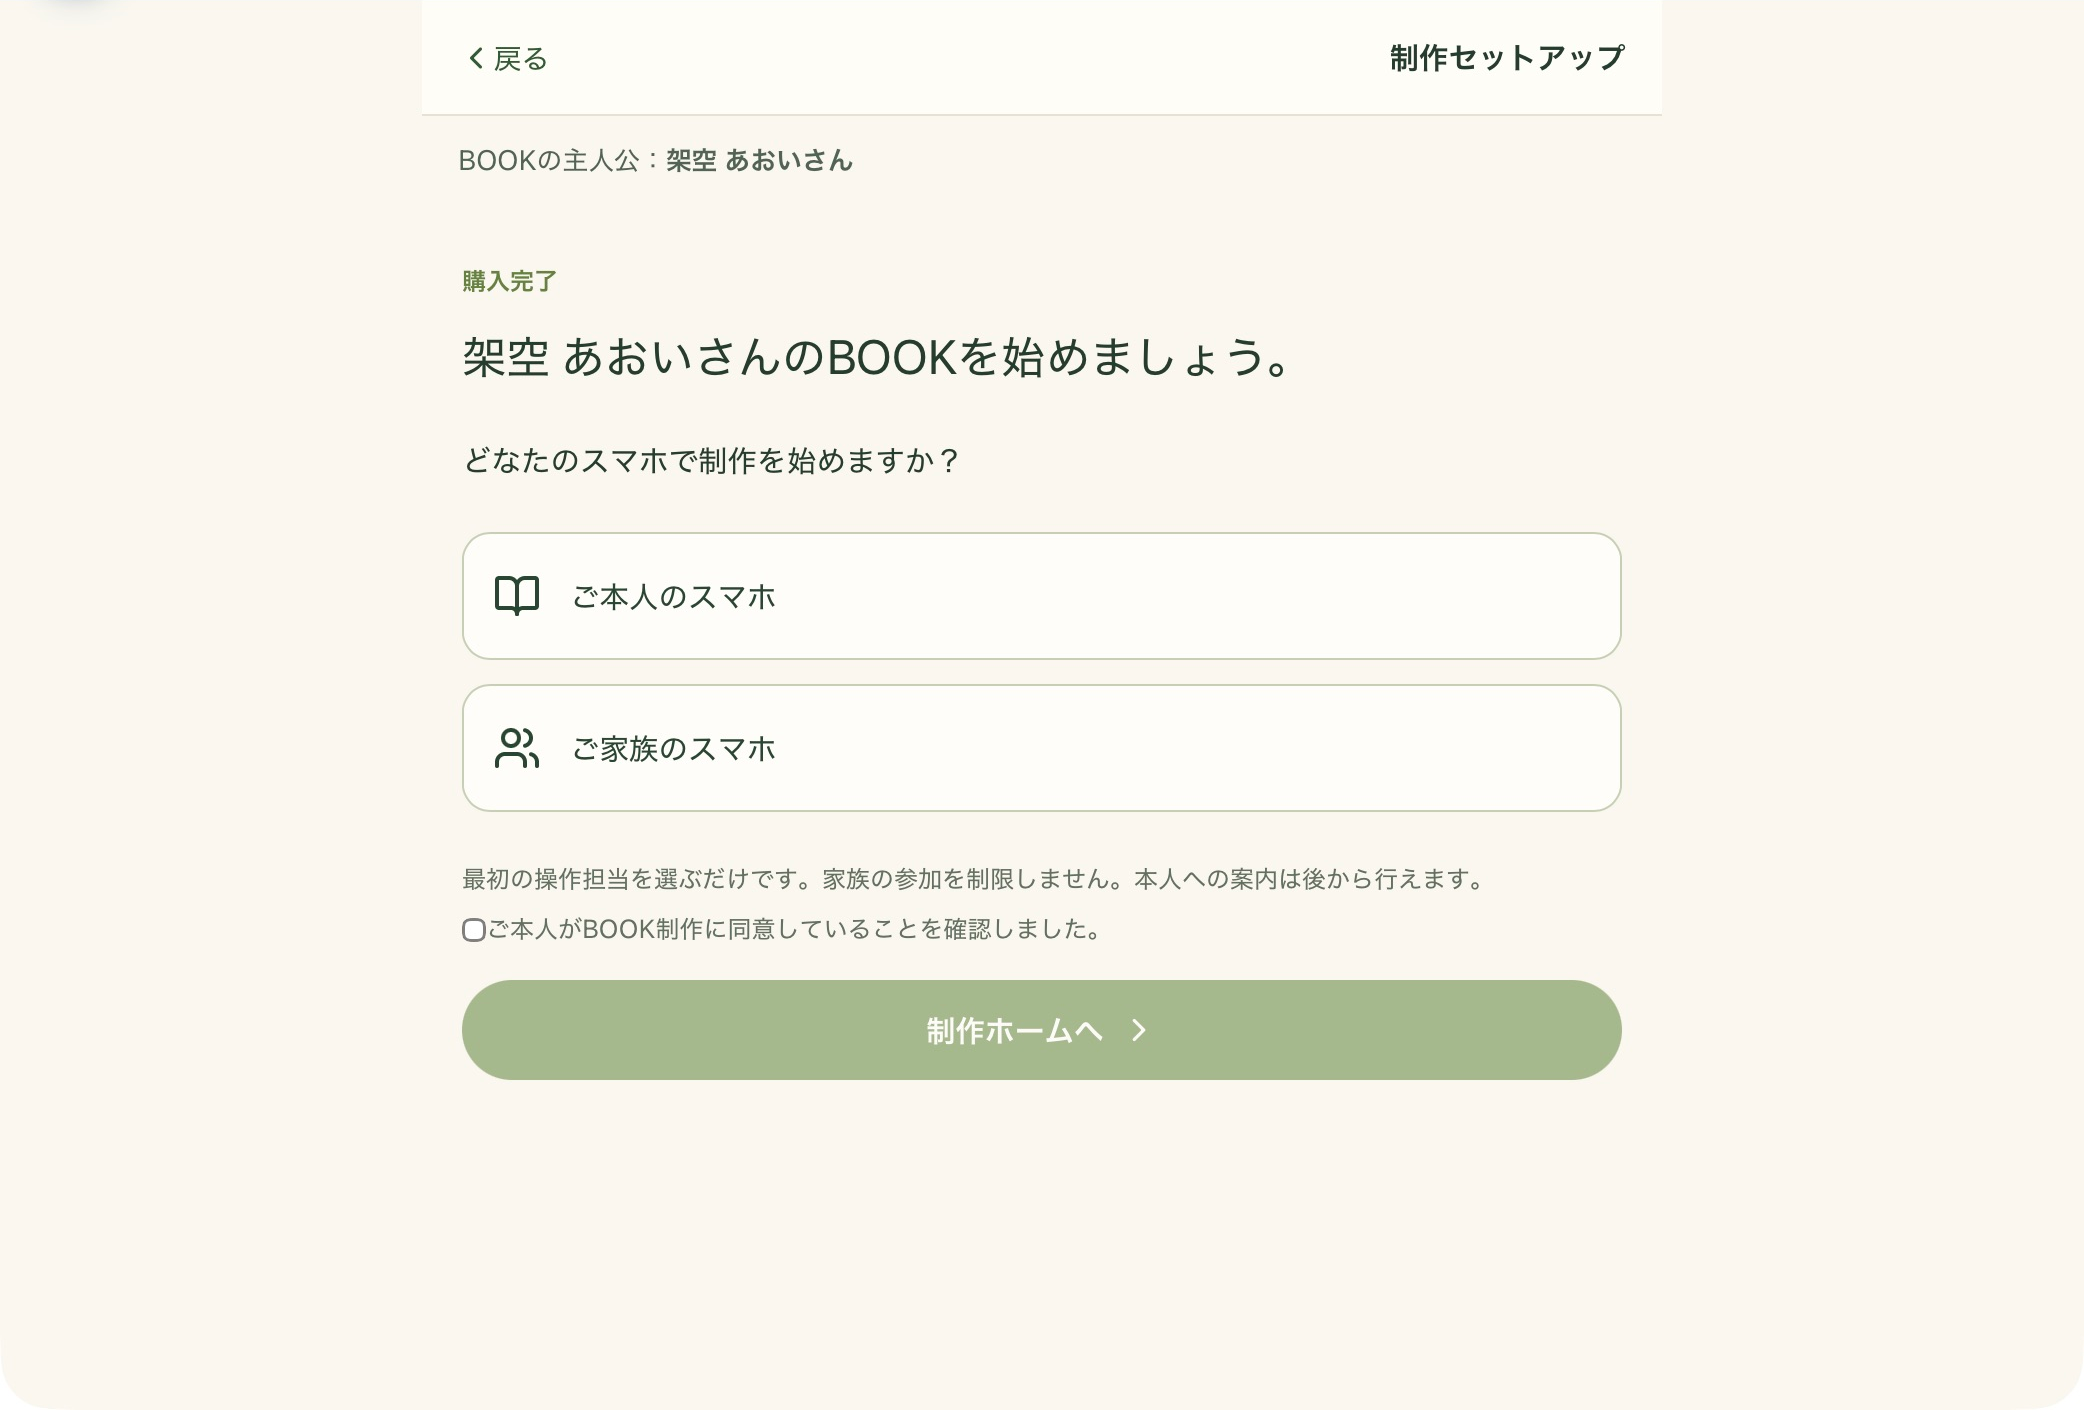 戻る
制作セットアップ
BOOKの主人公：架空 あおいさん
購入完了
架空 あおいさんのBOOKを始めましょう。
どなたのスマホで制作を始めますか？
ご本人のスマホ
ご家族のスマホ
最初の操作担当を選ぶだけです。家族の参加を制限しません。本人への案内は後から行えます。
ご本人がBOOK制作に同意していることを確認しました。
制作ホームへ